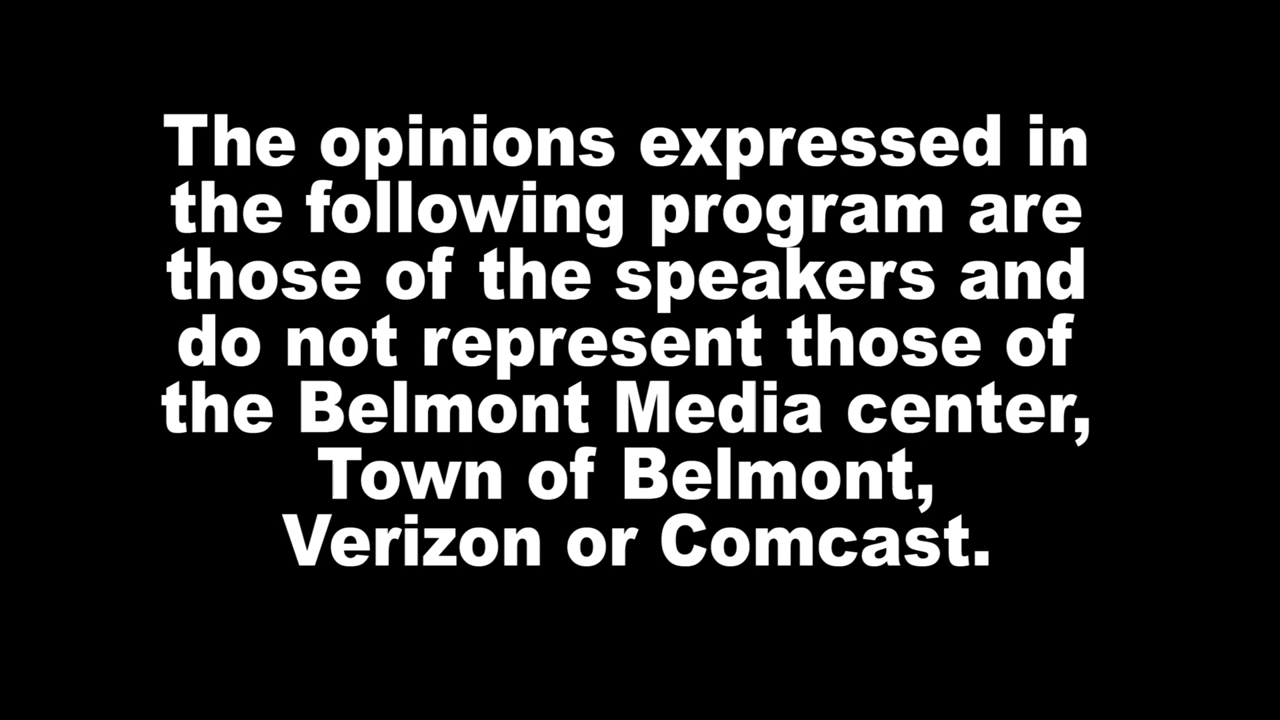 The opinions expressed in
the following program are
those of the speakers and
do not represent those of
the Belmont Media center,
Town of Belmont,
Verizon or Comcast.